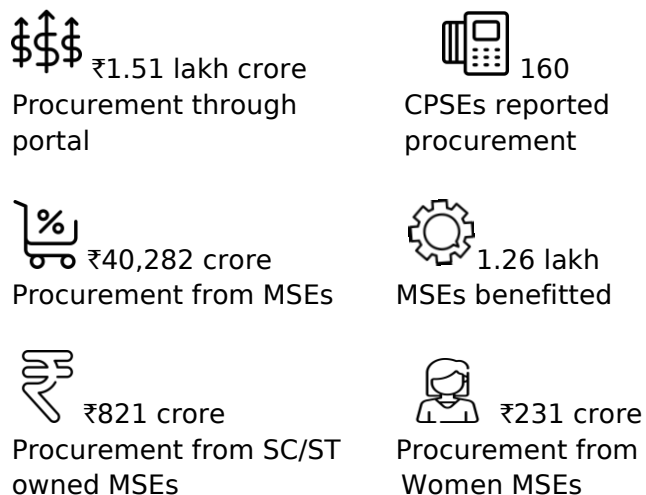 ₹1.51 lakh crore
Procurement through
portal
160
CPSEs reported
procurement
₹40,282 crore
Procurement from MSEs
1.26 lakh
MSEs benefitted
₹821 crore
Procurement from SC/ST
owned MSEs
₹231 crore
Procurement from
Women MSEs